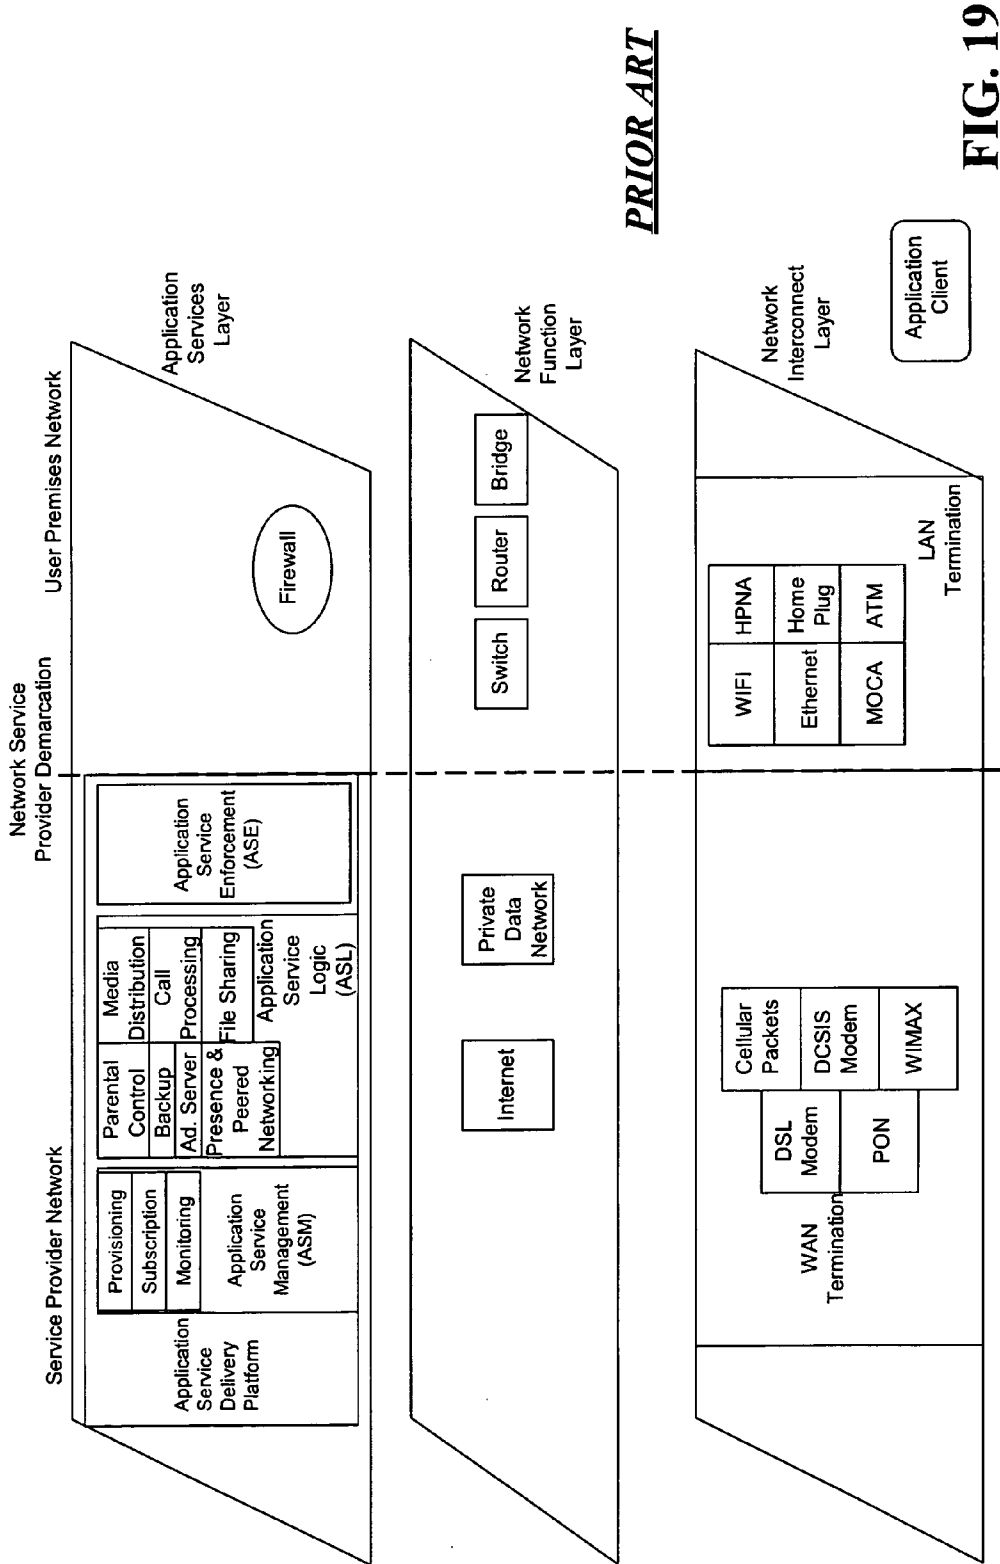 Network Service
Provider Demarcation
Service Provider Network
User Premises Network
Application
Service
Delivery
Platform
Provisioning
Subscription
Monitoring
Application
Service
Management
(ASM)
Parental
Control
Backup
Ad. Server
Presence &
Peered
Networking
Media
Distribution
Call
Processing
File Sharing
Application
Service
Logic
(ASL)
Application
Service
Enforcement
(ASE)
Firewall
Application
Services
Layer
Internet
Private
Data
Network
Switch
Router
Bridge
Network
Function
Layer
WAN
Termination
DSL
Modem
PON
Cellular
Packets
DCSIS
Modem
WIMAX
WIFI
HPNA
Ethernet
Home
Plug
MOCA
ATM
LAN
Termination
Network
Interconnect
Layer
Application
Client
PRIOR ART
FIG. 19